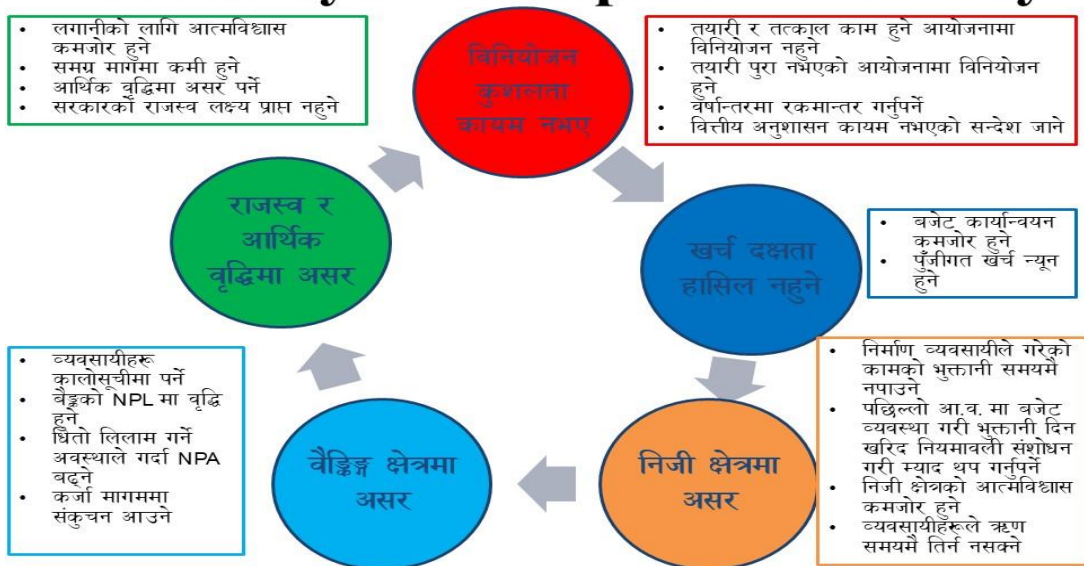 • लगानीको लागि आत्मविश्वास
कमजोर हुने
• समग्र मागमा कमी हुने
• आर्थिक वृद्धिमा असर पर्ने
• सरकारको राजस्व लक्ष्य प्राप्त नहुने
विनियोजन
कुशलता
कायम नभए
• तयारी र तत्काल काम हुने आयोजनामा
विनियोजन नहुने
• तयारी पुरा नभएको आयोजनामा विनियोजन
हुने
• वर्षान्तरमा रकमान्तर गर्नुपर्ने
• वित्तीय अनुशासन कायम नभएको सन्देश जाने
राजस्व र
आर्थिक
वृद्धिमा असर
खर्च दक्षता
हासिल नहुने
• बजेट कार्यान्वयन
कमजोर हुने
• पुँजीगत खर्च न्यून
हुने
• व्यवसायीहरू
कालोसूचीमा पर्ने
• बैङ्कको NPL मा वृद्धि
हुने
• धितो लिलाम गर्ने
अवस्थाले गर्दा NPA
बढ्ने
• कर्जा मागममा
संकुचन आउने
वैङ्किङ्ग क्षेत्रमा
असर
निजी क्षेत्रमा
असर
• निर्माण व्यवसायीले गरेको
कामको भुक्तानी समयमै
नपाउने
• पछिल्लो आ.व. मा बजेट
व्यवस्था गरी भुक्तानी दिन
खरिद नियमावली संशोधन
गरी म्याद थप गर्नुपर्ने
• निजी क्षेत्रको आत्मविश्वास
कमजोर हुने
• व्यवसायीहरूले ऋण
समयमै तिर्न नसक्ने